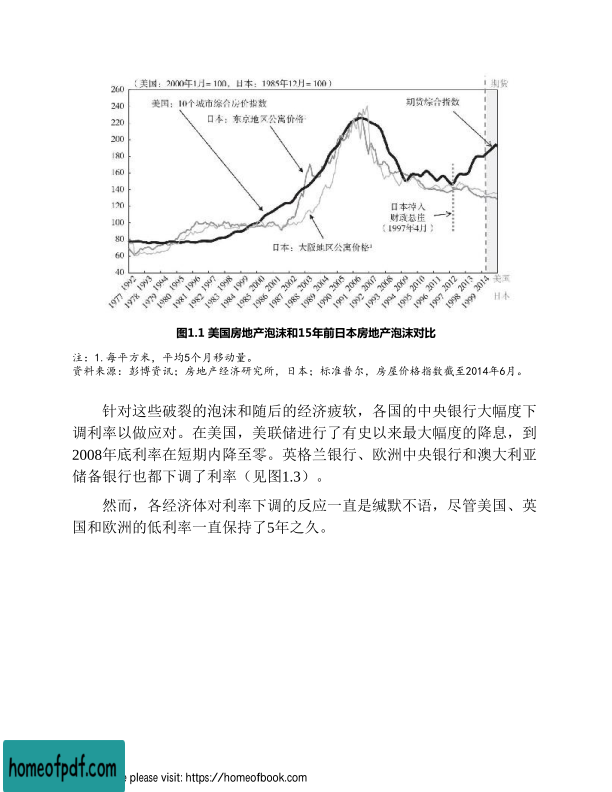 （美国：2000年1月=100，日本：1985年12月=100）
期货
260
240
220
200
180
160
140
120
100
80
60
40
美国：10个城市综合房价指数
日本：东京地区公寓价格
期货综合指数
日本掉入
财政悬崖
（1997年4月）
日本：大阪地区公寓价格¹
1992 1993 1994 1995 1996 1997 1998 1999 2000 2001 2002 2003 2004 2005 2006 2007 2008 2009 2010 2011 2012 2013 2014 美国
1977 1978 1979 1980 1981 1982 1983 1984 1985 1986 1987 1988 1989 1990 1991 1992 1993 1994 1995 1996 1997 1998 1999 日本
图1.1 美国房地产泡沫和15年前日本房地产泡沫对比
注：1.每平方米，平均5个月移动量。
资料来源：彭博资讯；房地产经济研究所，日本；标准普尔，房屋价格指数截至2014年6月。
针对这些破裂的泡沫和随后的经济疲软，各国的中央银行大幅度下
调利率以做应对。在美国，美联储进行了有史以来最大幅度的降息，到
2008年底利率在短期内降至零。英格兰银行、欧洲中央银行和澳大利亚
储备银行也都下调了利率（见图1.3）。
然而，各经济体对利率下调的反应一直是缄默不语，尽管美国、英
国和欧洲的低利率一直保持了5年之久。
homeofpdf.com
please visit: https://homeofbook.com